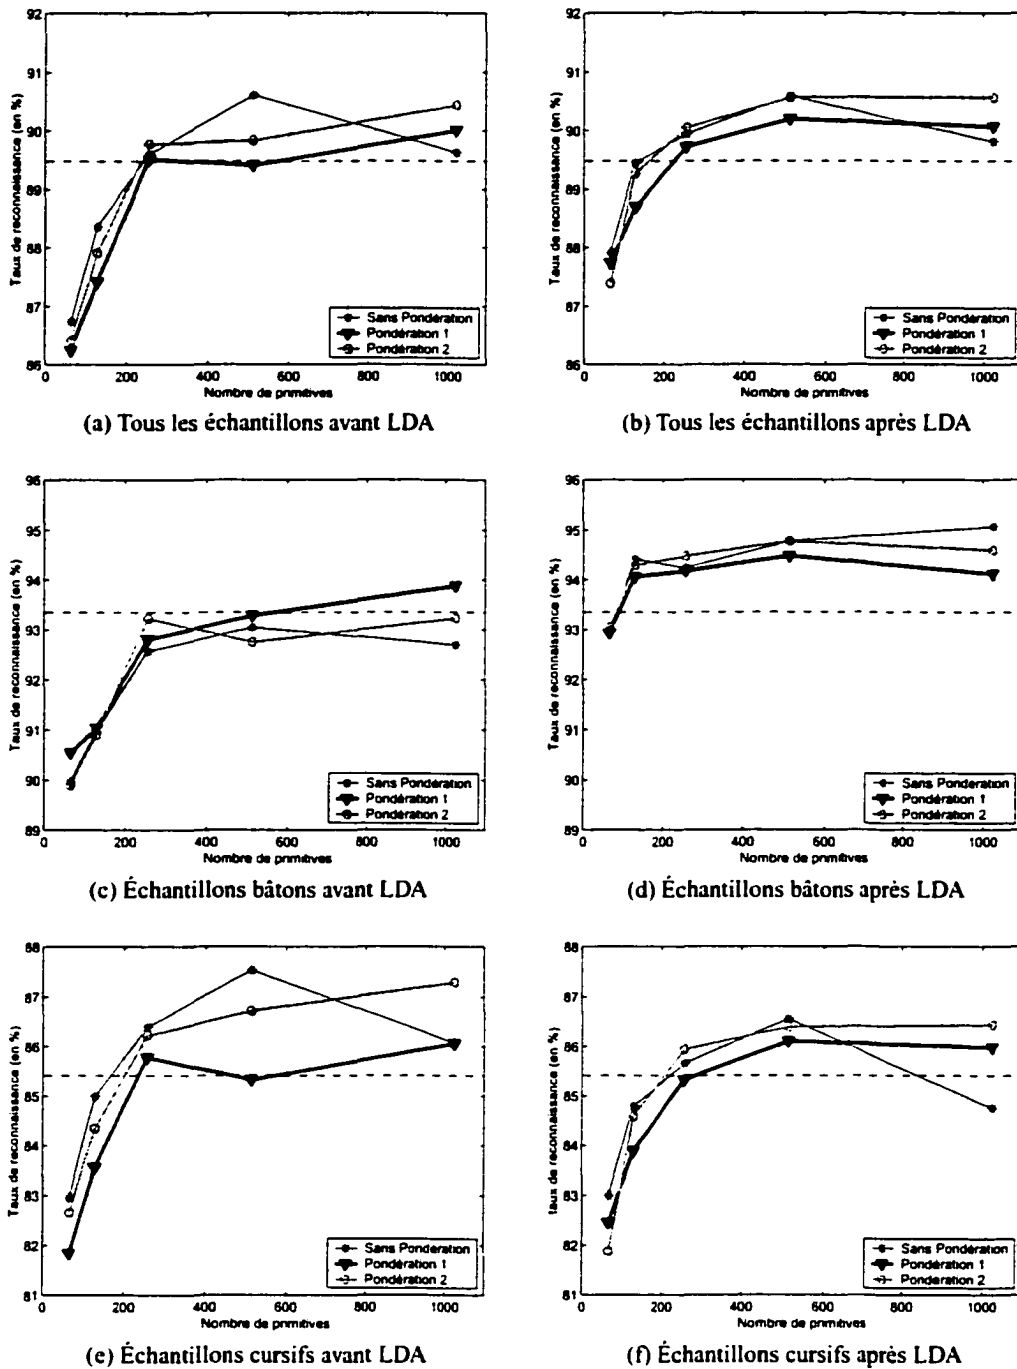 92
91
90
89
88
87
86
0
200
400
600
800
1000
Taux de reconnaissance (en %)
Nombre de primitives
Sans Pondération
Pondération 1
Pondération 2
(a) Tous les échantillons avant LDA
92
91
90
89
88
87
86
0
200
400
600
800
1000
Taux de reconnaissance (en %)
Nombre de primitives
Sans Pondération
Pondération 1
Pondération 2
(b) Tous les échantillons après LDA
96
95
94
93
92
91
90
89
0
200
400
600
800
1000
Taux de reconnaissance (en %)
Nombre de primitives
Sans Pondération
Pondération 1
Pondération 2
(c) Échantillons bâtons avant LDA
96
95
94
93
92
91
90
89
0
200
400
600
800
1000
Taux de reconnaissance (en %)
Nombre de primitives
Sans Pondération
Pondération 1
Pondération 2
(d) Échantillons bâtons après LDA
88
87
86
85
84
83
82
81
0
200
400
600
800
1000
Taux de reconnaissance (en %)
Nombre de primitives
Sans Pondération
Pondération 1
Pondération 2
(e) Échantillons cursifs avant LDA
88
87
86
85
84
83
82
81
0
200
400
600
800
1000
taux de reconnaissance (en %)
Nombre de primitives
Sans Pondération
Pondération 1
Pondération 2
(f) Échantillons cursifs après LDA